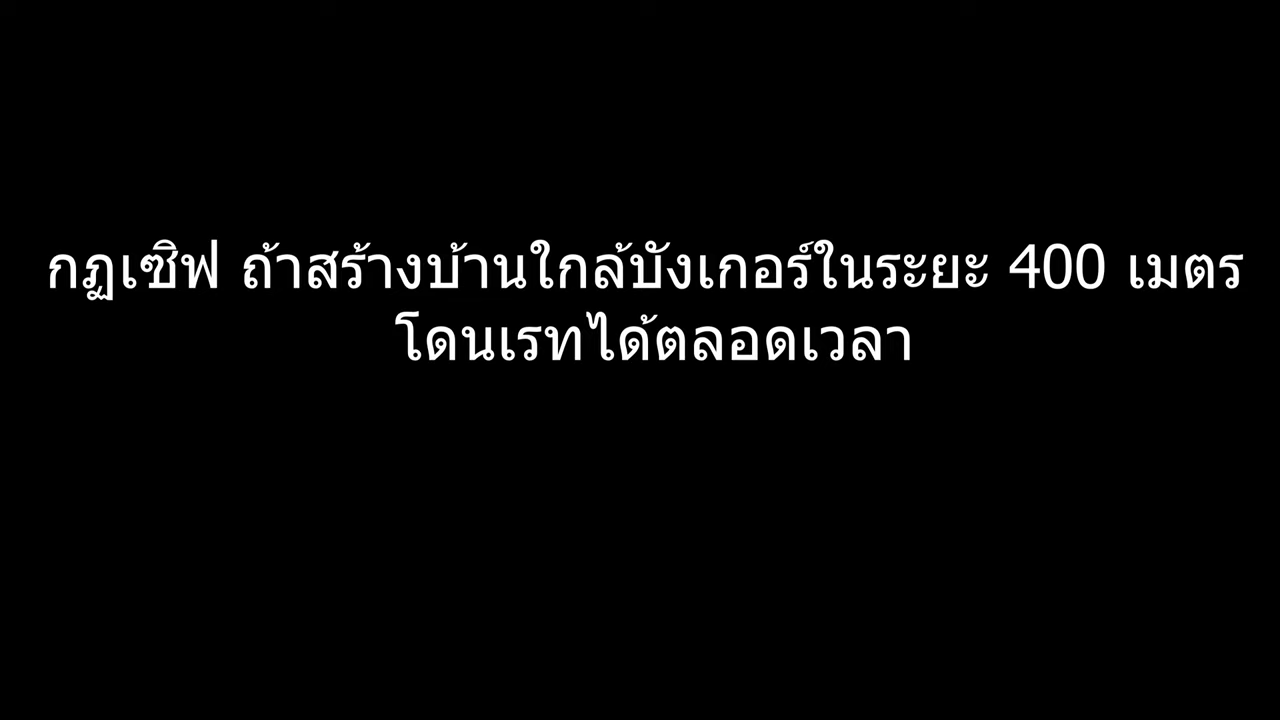 กฏเซิฟ ถ้าสร้างบ้านใกล้บังเกอร์ในระยะ 400 เมตร
โดนเรทได้ตลอดเวลา